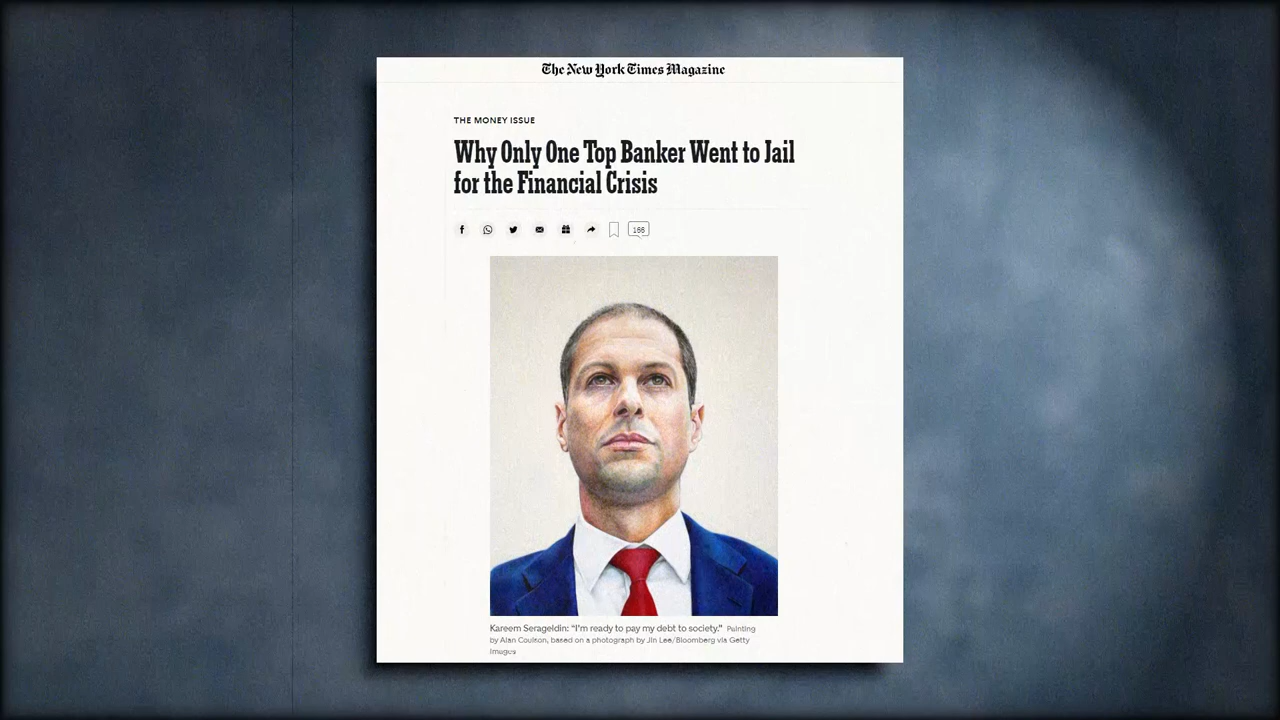 The New York Times Magazine
THE MONEY ISSUE
Why Only One Top Banker Went to Jail
for the Financial Crisis
166
Kareem Serageldin: “I’m ready to pay my debt to society.” Painting
by Alan Coulson, based on a photograph by Jin Lee/Bloomberg via Getty
Images